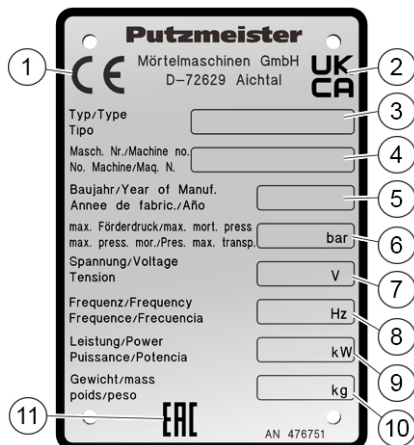 Putzmeister
Mörtelmaschinen GmbH
D-72629 Aichtal
CE
UK
CA
1
2
Typ/Type
Tipo
3
Masch. Nr./Machine no.
No. Machine/Maq. N.
4
Baujahr/Year of Manuf.
Annee de fabric./Año
5
max. Förderdruck/max. mort. press
max. press. mor./Pres. max. transp.
bar
6
Spannung/Voltage
Tension
V
7
Frequenz/Frequency
Frequence/Frecuencia
Hz
8
Leistung/Power
Puissance/Potencia
kW
9
Gewicht/mass
poids/peso
kg
10
11
EAC
AN 476751